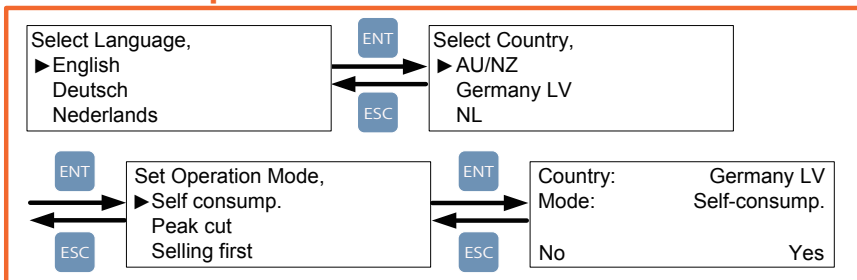 Select Language,
►English
Deutsch
Nederlands
ENT
ESC
Select Country,
►AU/NZ
Germany LV
NL
ENT
ESC
Set Operation Mode,
►Self consump.
Peak cut
Selling first
ENT
ESC
Country: Germany LV
Mode: Self-consump.
No Yes